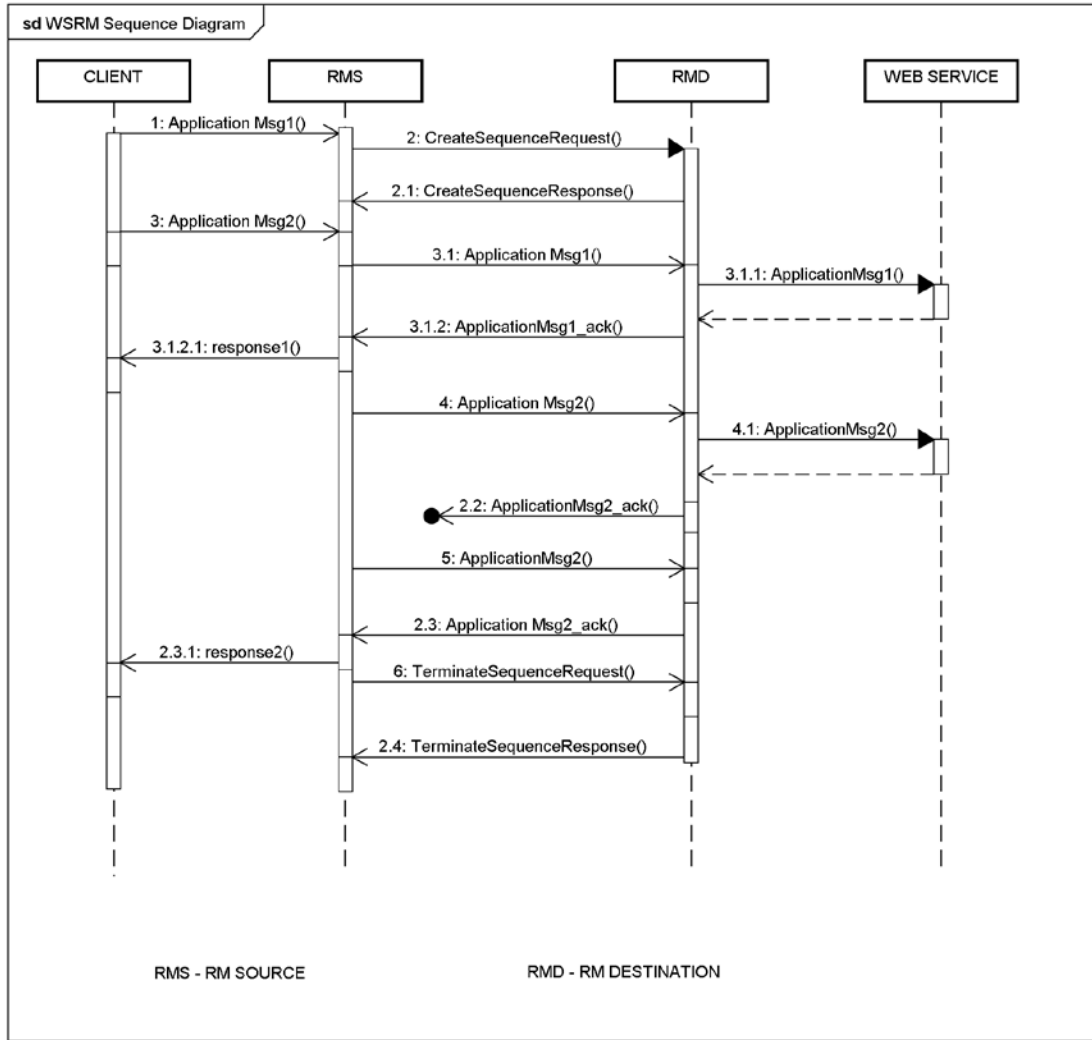 sd WSRM Sequence Diagram
CLIENT
RMS
RMD
WEB SERVICE
1: Application Msg1()
2: CreateSequenceRequest()
2.1: CreateSequenceResponse()
3: Application Msg2()
3.1: Application Msg1()
3.1.1: ApplicationMsg1()
3.1.2: ApplicationMsg1_ack()
3.1.2.1: response1()
4: Application Msg2()
4.1: ApplicationMsg2()
2.2: ApplicationMsg2_ack()
5: ApplicationMsg2()
2.3: Application Msg2_ack()
2.3.1: response2()
6: TerminateSequenceRequest()
2.4: TerminateSequenceResponse()
RMS - RM SOURCE
RMD - RM DESTINATION